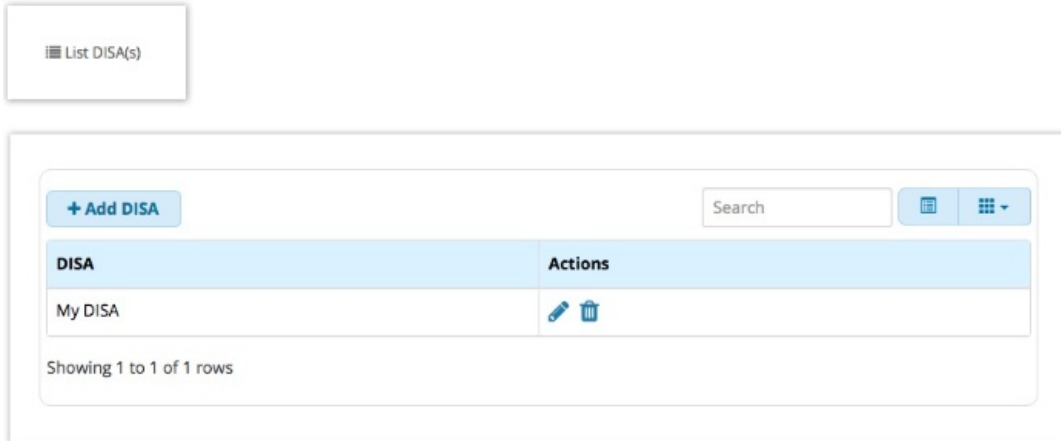 List DISA(s)
+ Add DISA
Search
DISA Actions
My DISA
Showing 1 to 1 of 1 rows